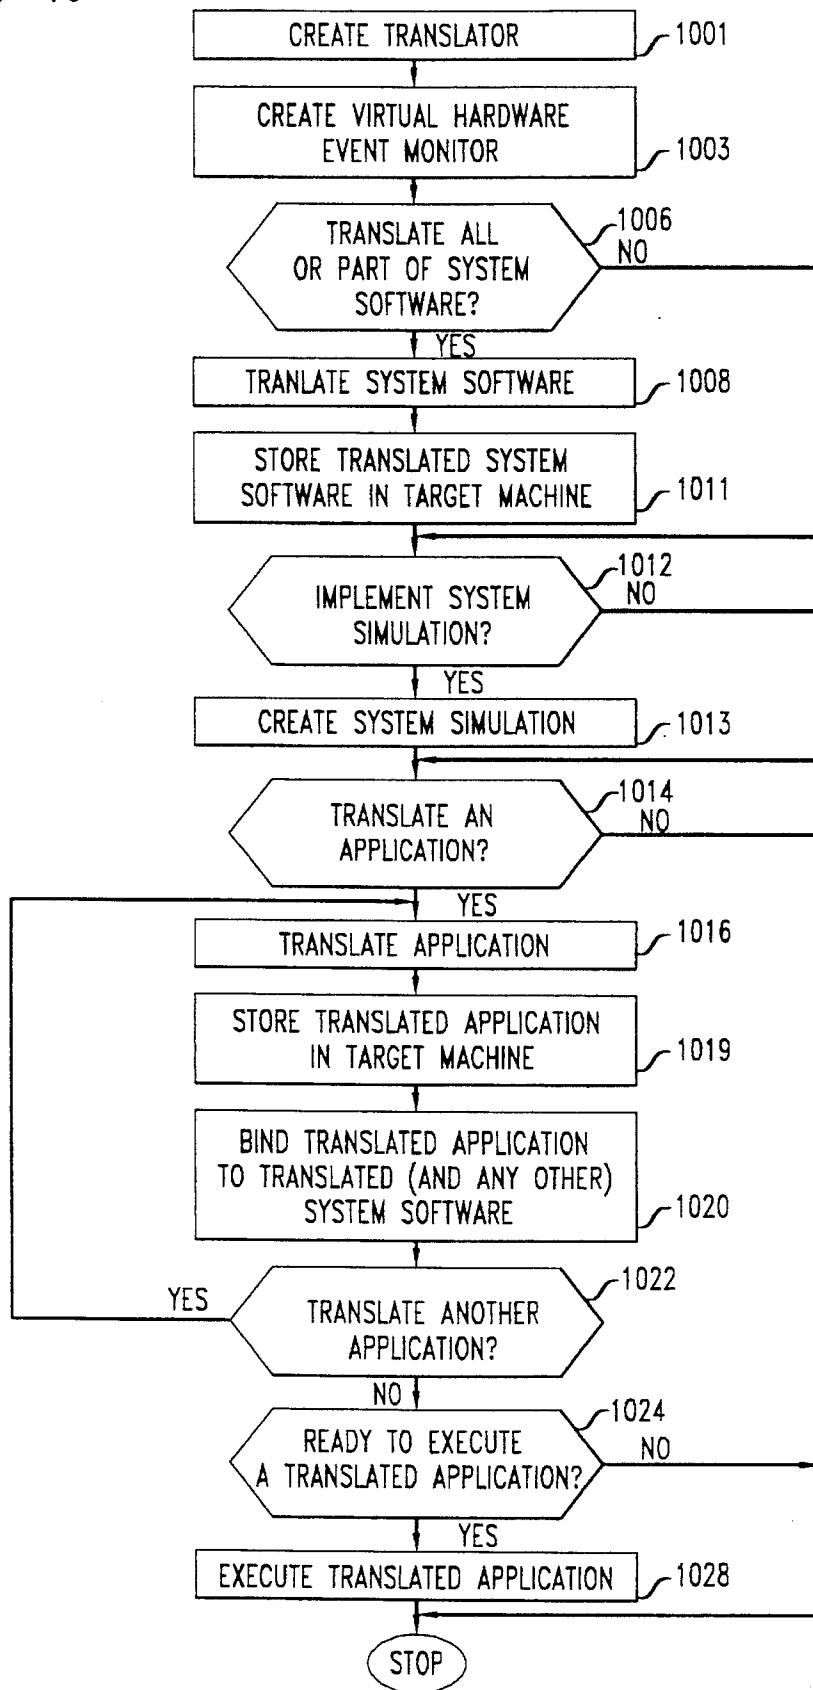 CREATE TRANSLATOR
1001
CREATE VIRTUAL HARDWARE
EVENT MONITOR
1003
1006
TRANSLATE ALL
OR PART OF SYSTEM
SOFTWARE?
NO
YES
TRANLATE SYSTEM SOFTWARE
1008
STORE TRANSLATED SYSTEM
SOFTWARE IN TARGET MACHINE
1011
1012
IMPLEMENT SYSTEM
SIMULATION?
NO
YES
CREATE SYSTEM SIMULATION
1013
1014
TRANSLATE AN
APPLICATION?
NO
YES
TRANSLATE APPLICATION
1016
STORE TRANSLATED APPLICATION
IN TARGET MACHINE
1019
BIND TRANSLATED APPLICATION
TO TRANSLATED (AND ANY OTHER)
SYSTEM SOFTWARE
1020
1022
YES
TRANSLATE ANOTHER
APPLICATION?
NO
1024
READY TO EXECUTE
A TRANSLATED APPLICATION?
NO
YES
EXECUTE TRANSLATED APPLICATION
1028
STOP